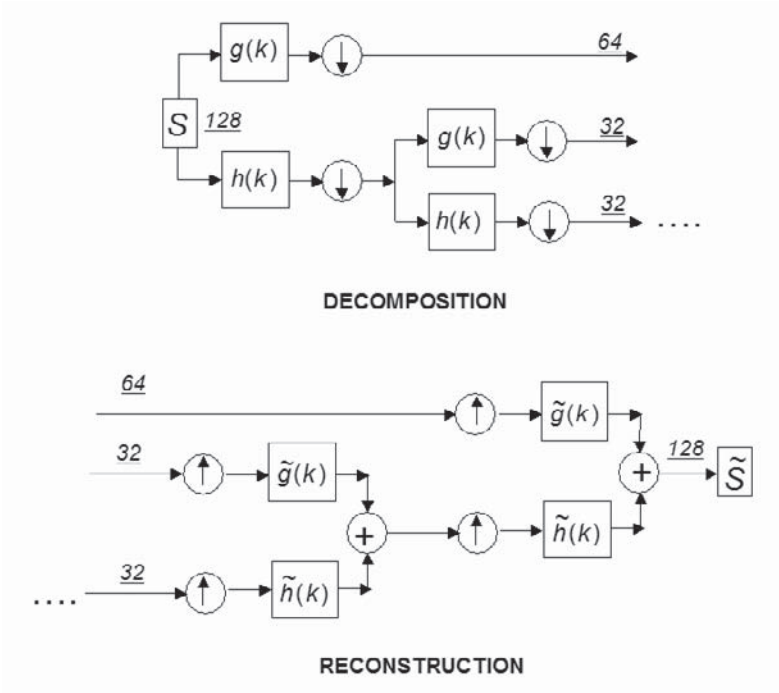 g(k) 64
S 128
g(k) 32
h(k)
h(k) 32 ....
DECOMPOSITION
64
g̃(k)
32 128
g̃(k) + S̃
+ h̃(k)
32
.... h̃(k)
RECONSTRUCTION